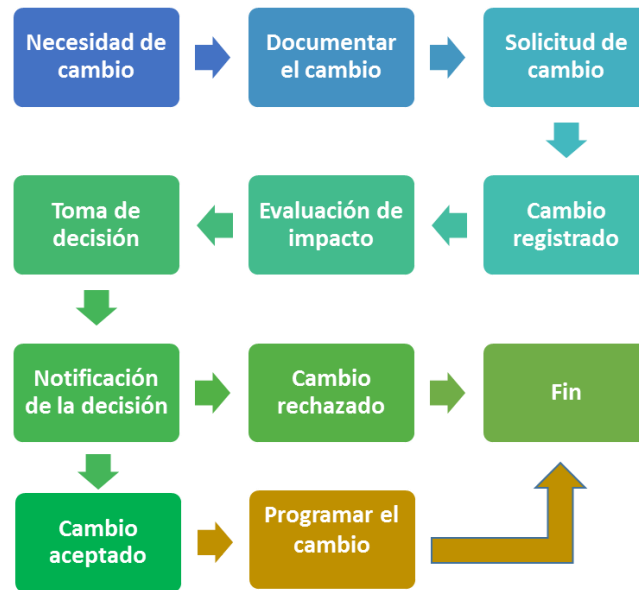 Necesidad de
cambio
Documentar
el cambio
Solicitud de
cambio
Toma de
decisión
Evaluación de
impacto
Cambio
registrado
Notificación
de la decisión
Cambio
rechazado
Fin
Cambio
aceptado
Programar el
cambio